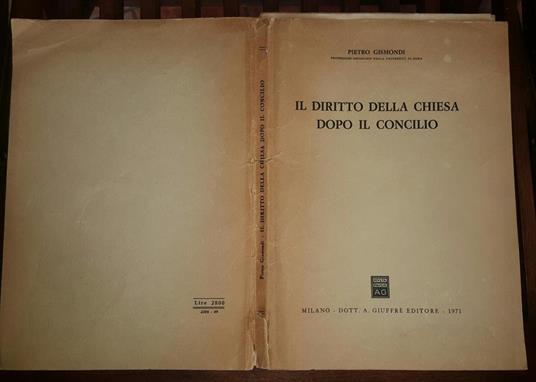 PIETRO GISMONDI
IL DIRITTO DELLA CHIESA
DOPO IL CONCILIO
AG
MILANO - DOTT. A. GIUFFRÈ EDITORE - 1971
Pietro Gismondi - IL DIRITTO DELLA CHIESA DOPO IL CONCILIO
Lire 2800